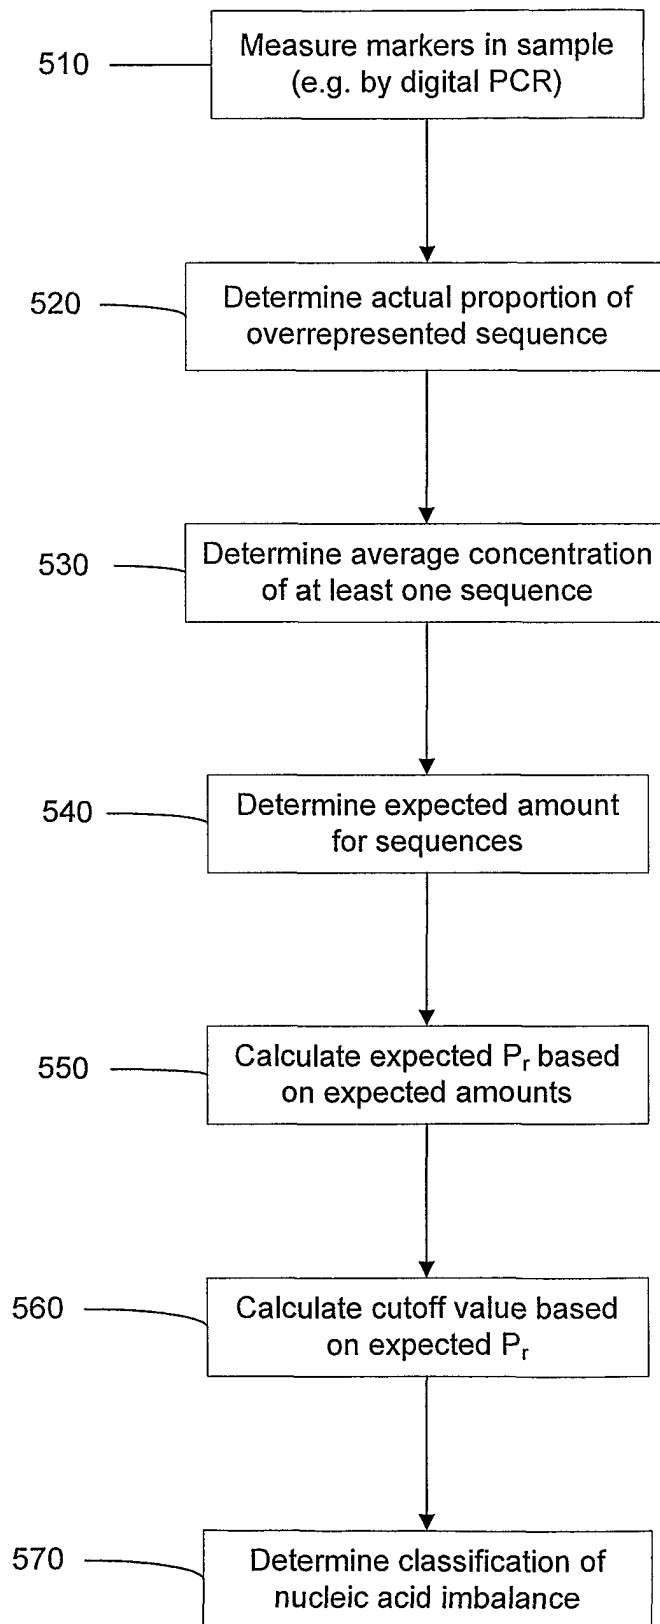 510
Measure markers in sample
(e.g. by digital PCR)
520
Determine actual proportion of
overrepresented sequence
530
Determine average concentration
of at least one sequence
540
Determine expected amount
for sequences
550
Calculate expected Pr based
on expected amounts
560
Calculate cutoff value based
on expected Pr
570
Determine classification of
nucleic acid imbalance